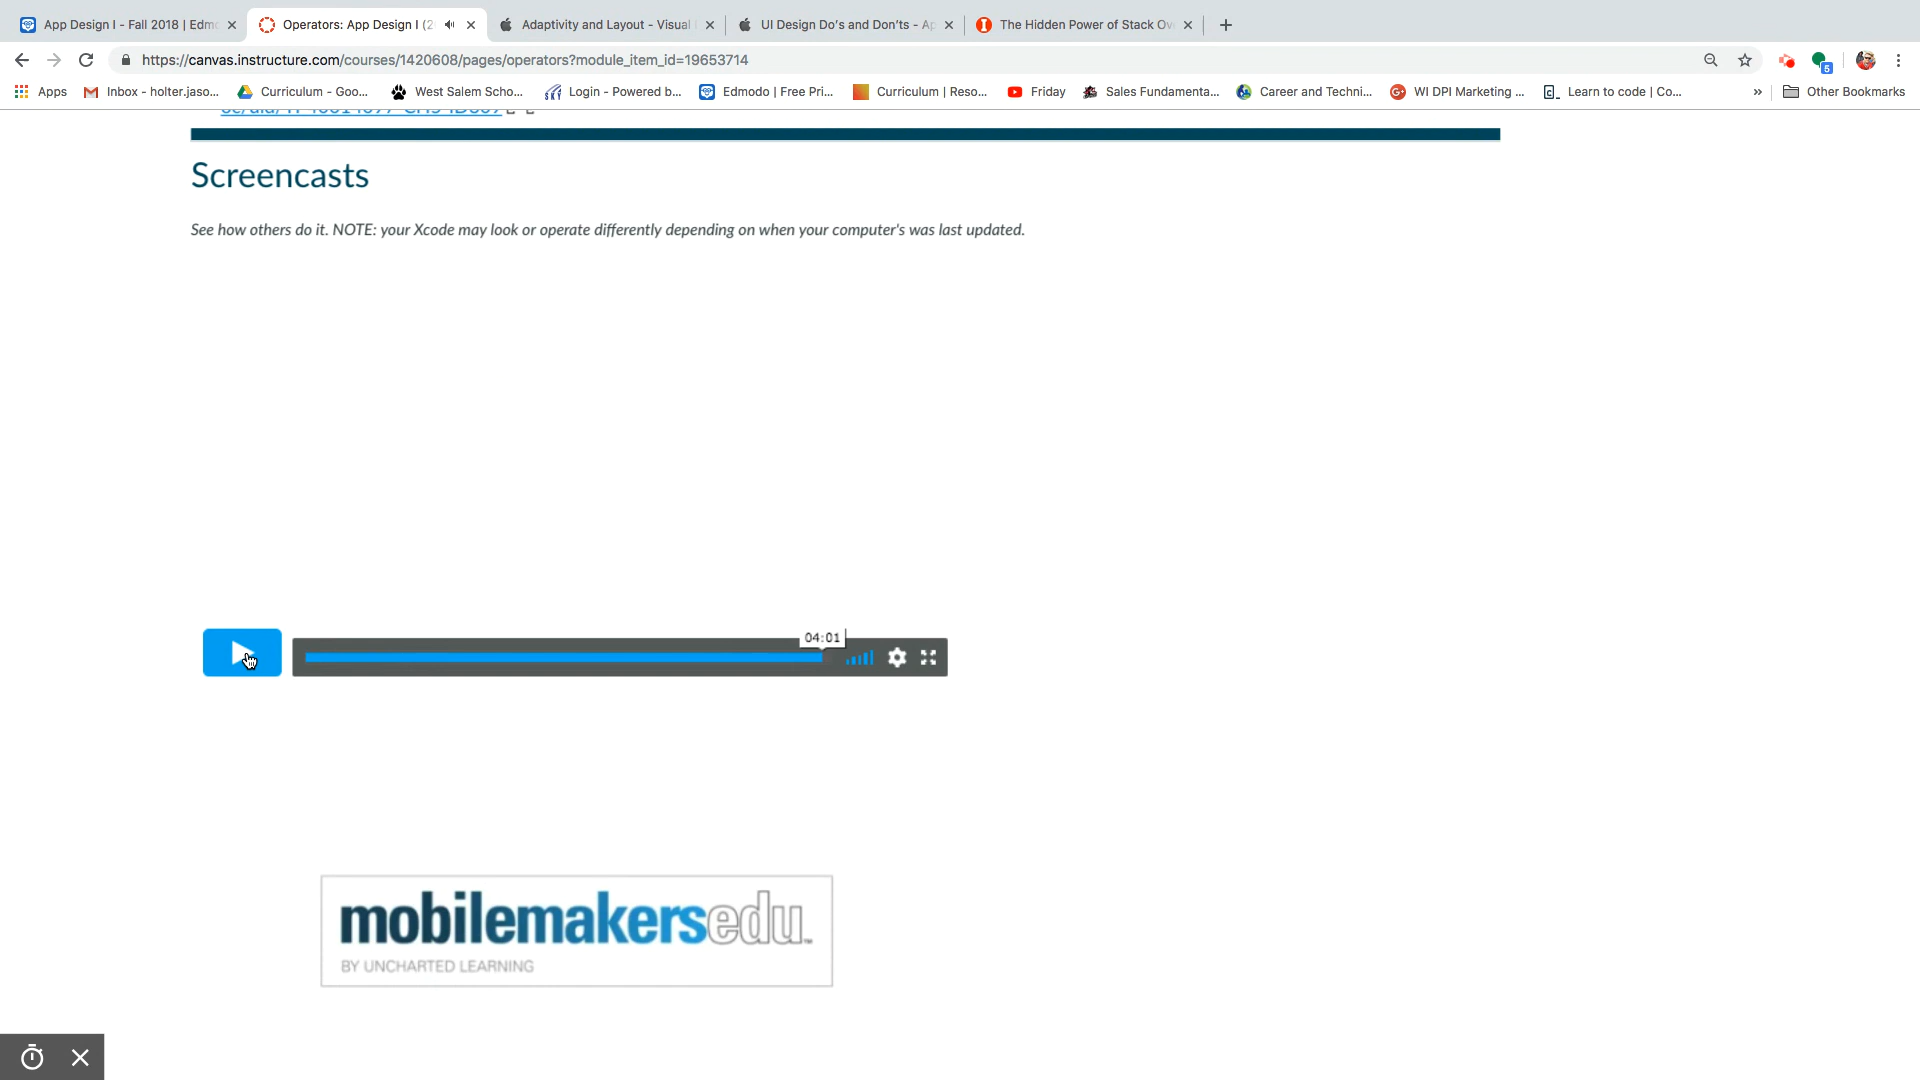 App Design I - Fall 2018 | Edmo
Operators: App Design I (2
Adaptivity and Layout - Visual
UI Design Do's and Don'ts - Ap
The Hidden Power of Stack Ov
https://canvas.instructure.com/courses/1420608/pages/operators?module_item_id=19653714
5
Apps
Inbox - holter.jaso...
Curriculum - Goo...
West Salem Scho...
Login - Powered b...
Edmodo | Free Pri...
Curriculum | Reso...
Friday
Sales Fundamenta...
Career and Techni...
WI DPI Marketing ...
Learn to code | Co...
»
Other Bookmarks
Screencasts
See how others do it. NOTE: your Xcode may look or operate differently depending on when your computer's was last updated.
04:01
mobilemakersedu™
BY UNCHARTED LEARNING